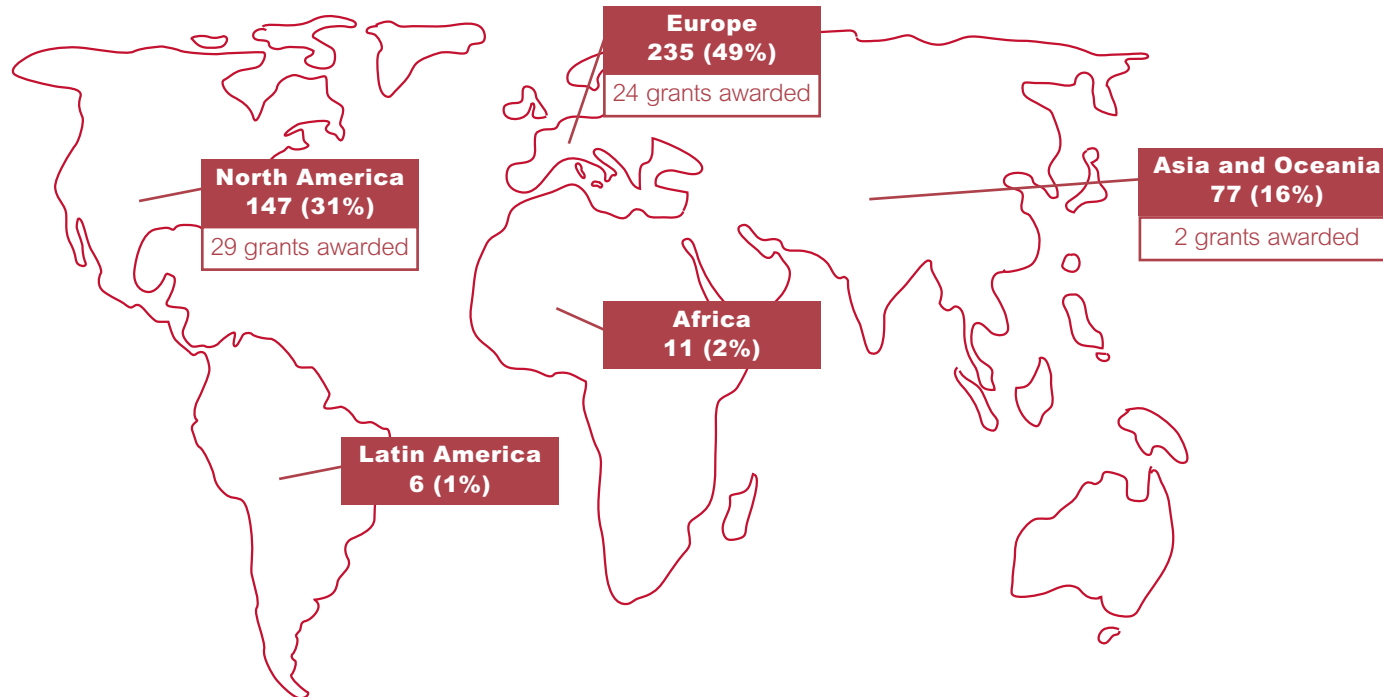 Europe
235 (49%)
24 grants awarded
North America
147 (31%)
29 grants awarded
Asia and Oceania
77 (16%)
2 grants awarded
Africa
11 (2%)
Latin America
6 (1%)